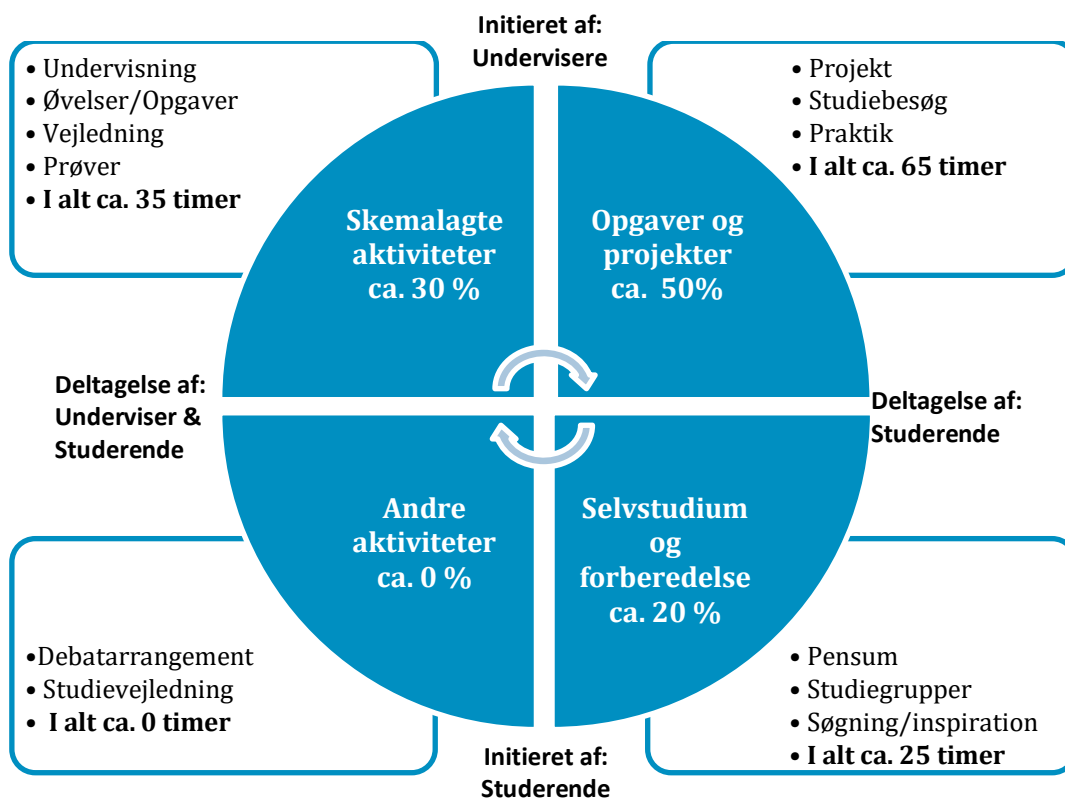 Initieret af:
Undervisere
• Undervisning
• Øvelser/Opgaver
• Vejledning
• Prøver
• I alt ca. 35 timer
• Projekt
• Studiebesøg
• Praktik
• I alt ca. 65 timer
Skemalagte
aktiviteter
ca. 30 %
Opgaver og
projekter
ca. 50%
Deltagelse af:
Underviser &
Studerende
Deltagelse af:
Studerende
Andre
aktiviteter
ca. 0 %
Selvstudium
og
forberedelse
ca. 20 %
•Debatarrangement
• Studievejledning
• I alt ca. 0 timer
• Pensum
• Studiegrupper
• Søgning/inspiration
• I alt ca. 25 timer
Initieret af:
Studerende